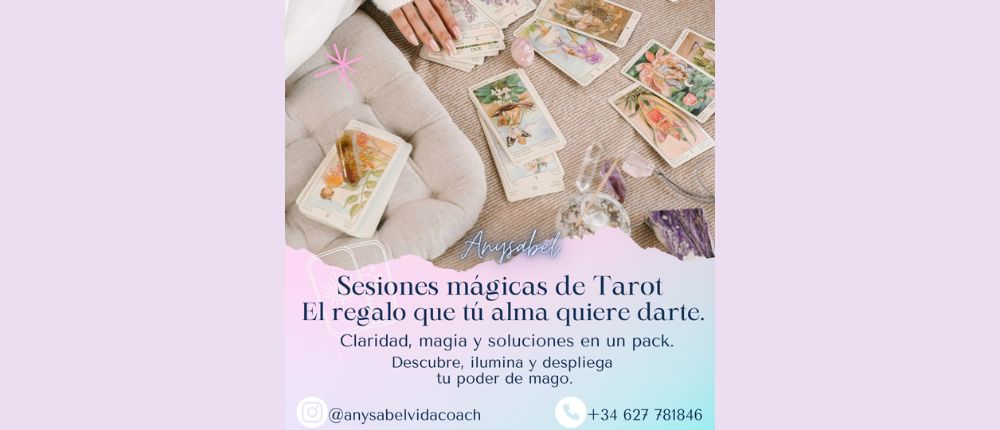 Anysabel
Sesiones mágicas de Tarot
El regalo que tú alma quiere darte.
Claridad, magia y soluciones en un pack.
Descubre, ilumina y despliega
tu poder de mago.
@anysabelvidacoach
+34 627 781846